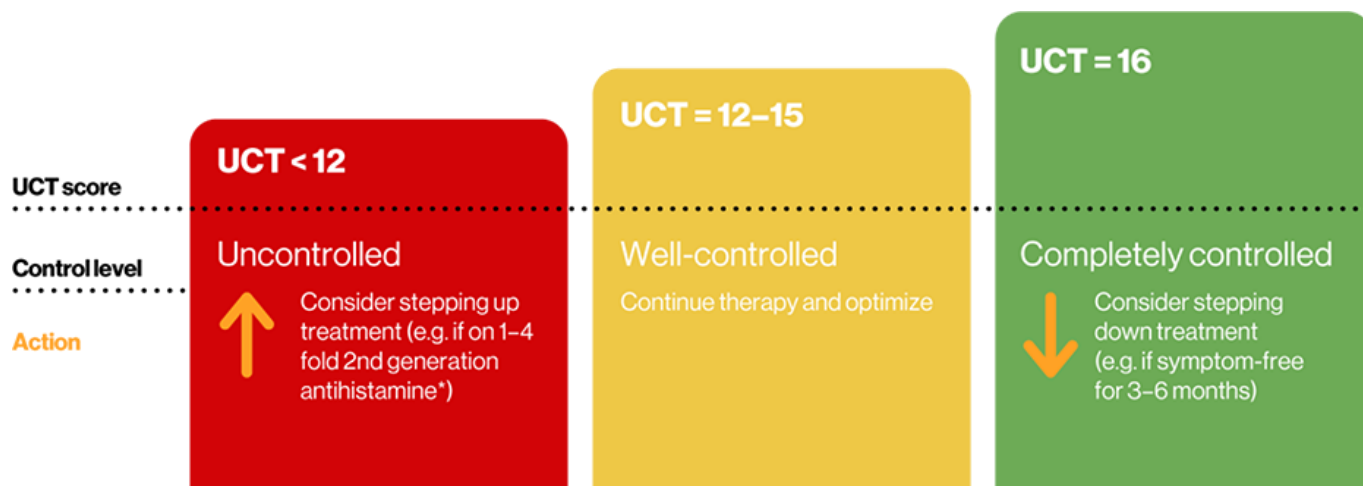 UCT score
Control level
Action
UCT < 12
Uncontrolled
Consider stepping up
treatment (e.g. if on 1–4
fold 2nd generation
antihistamine*)
UCT = 12–15
Well-controlled
Continue therapy and optimize
UCT = 16
Completely controlled
Consider stepping
down treatment
(e.g. if symptom-free
for 3–6 months)